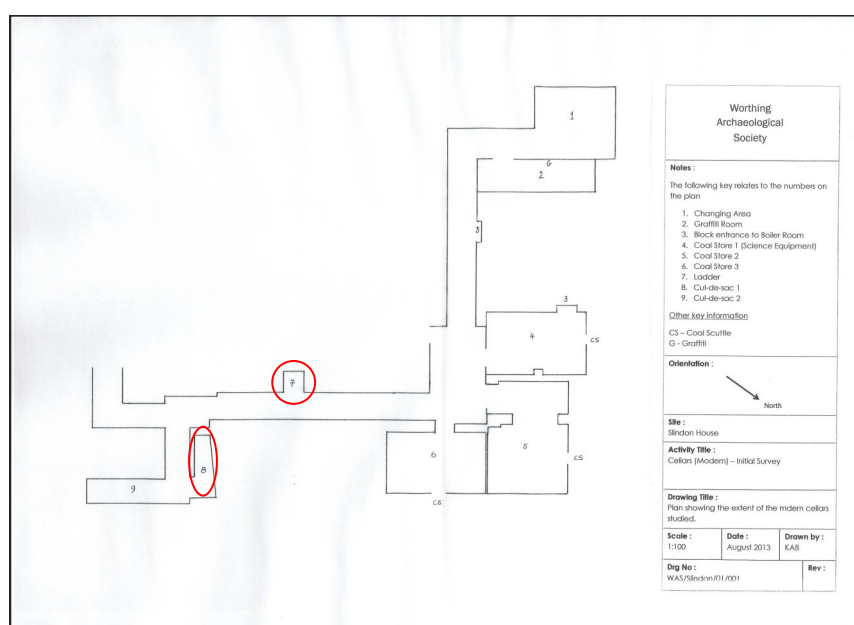 1
G
2
3
3
4
CS
7
5
6
8
CS
9
CS
Worthing
Archaeological
Society
Notes :
The following key relates to the numbers on
the plan
1. Changing Area
2. Graffiti Room
3. Block entrance to Boiler Room
4. Coal Store 1 (Science Equipment)
5. Coal Store 2
6. Coal Store 3
7. Ladder
8. Cul-de-sac 1
9. Cul-de-sac 2
Other key information
CS – Coal Scuttle
G - Graffiti
Orientation :
North
Site :
Slindon House
Activity Title :
Cellars (Modern) – Initial Survey
Drawing Title :
Plan showing the extent of the mdern cellars
studied.
Scale : Date : Drawn by :
1:100 August 2013 KAB
Drg No : Rev :
WAS/Slindon/01/001